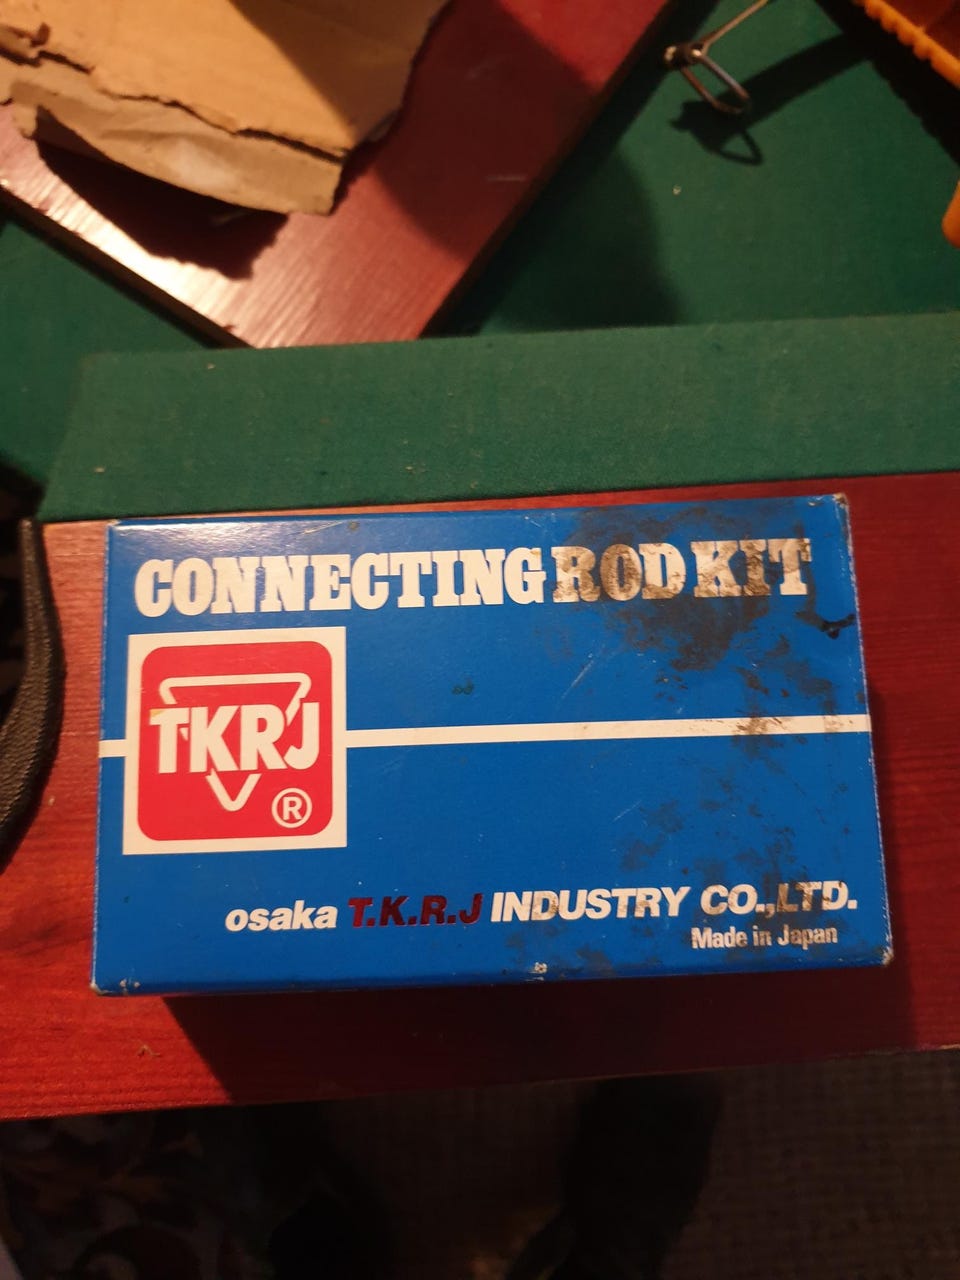 CONNECTING ROD KIT
TKRJ
®
osaka T.K.R.J INDUSTRY CO.,LTD.
Made in Japan